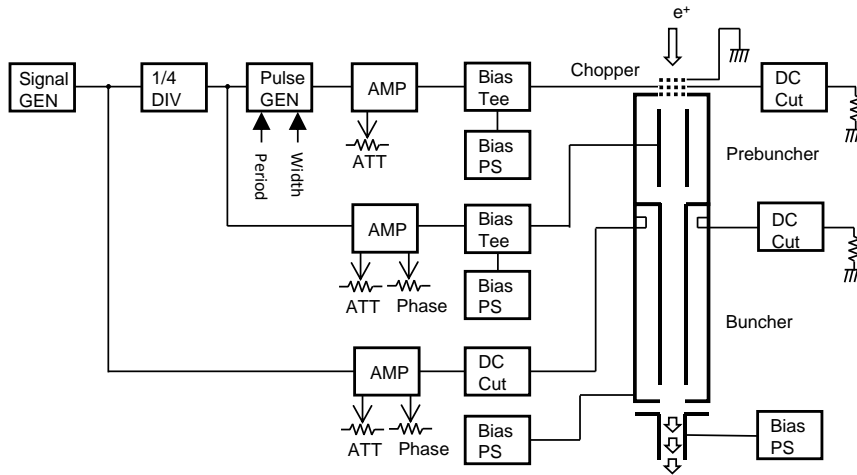 e+
Chopper
Signal
GEN
1/4
DIV
Pulse
GEN
AMP
Bias
Tee
DC
Cut
Period
Width
ATT
Bias
PS
Prebuncher
AMP
Bias
Tee
DC
Cut
ATT
Phase
Bias
PS
Buncher
AMP
DC
Cut
ATT
Phase
Bias
PS
Bias
PS